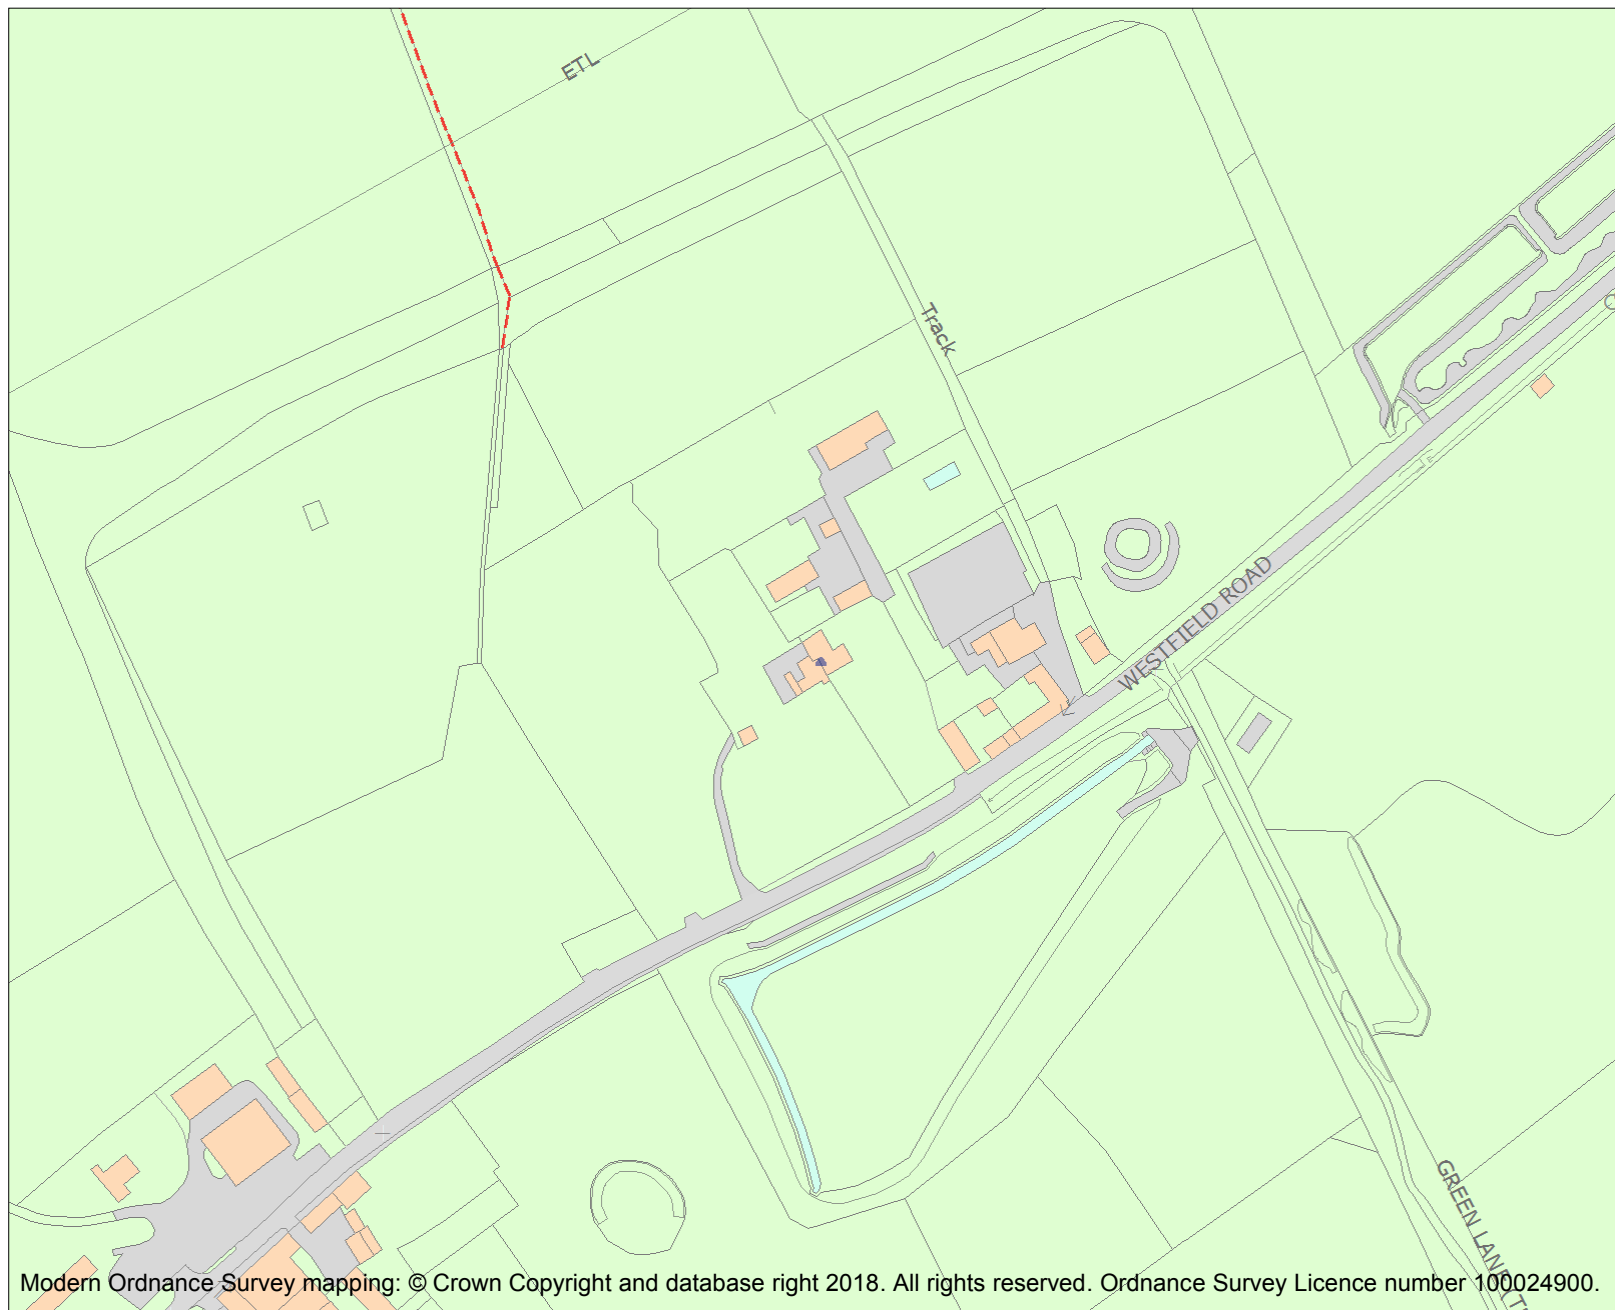 ETL
Track
WESTFIELD ROAD
GREEN LANE (T
Modern Ordnance Survey mapping: © Crown Copyright and database right 2018. All rights reserved. Ordnance Survey Licence number 100024900.